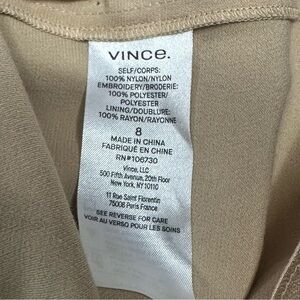 VINCE.
SELF/CORPS:
100% NYLON/NYLON
EMBROIDERY/BRODERIE:
100% POLYESTER/
POLYESTER
LINING/DOUBLURE:
100% RAYON/RAYONNE
8
MADE IN CHINA
FABRIQUÉ EN CHINE
RN#106730
Vince, LLC
500 Fifth Avenue, 20th Floor
New York, NY 10110
11 Rue Saint Florentin
75008 Paris France
SEE REVERSE FOR CARE
VOIR AU VERSO POUR LES SOINS